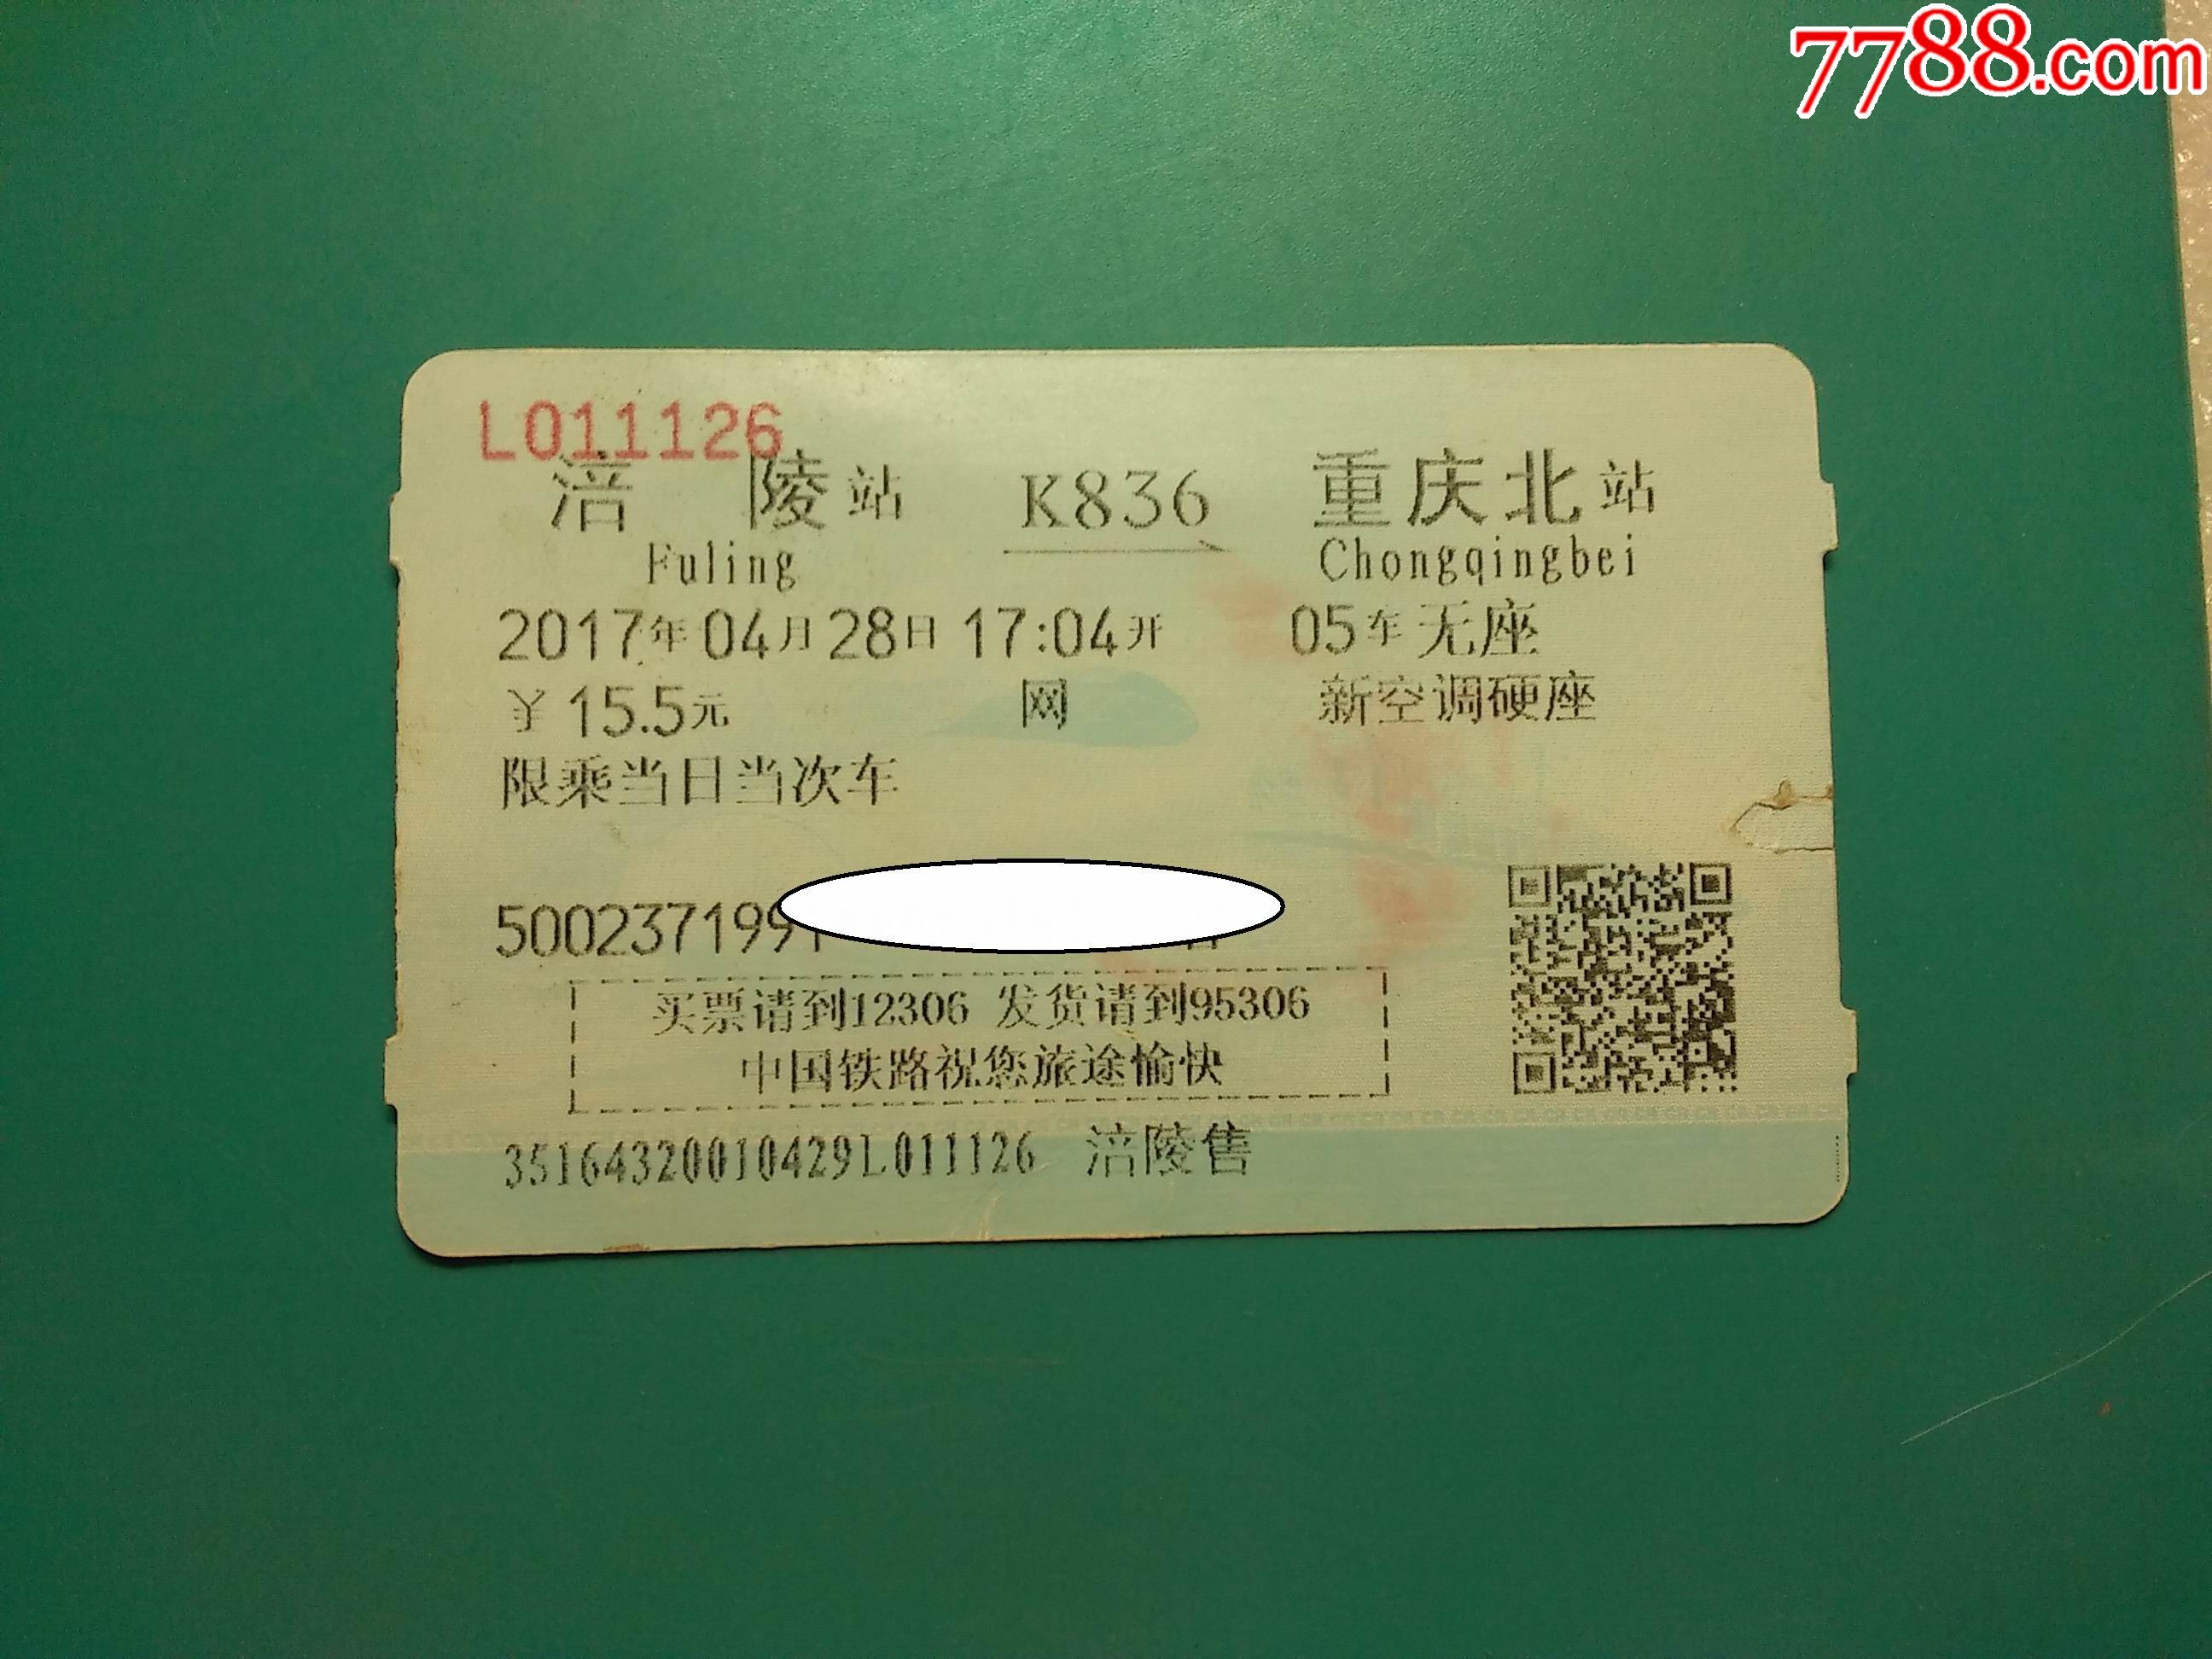 7788.com
L011126
涪 陵站 K836 重庆北站
Fuling Chongqingbei
2017年04月28日 17:04开 05车 无座
￥15.5元 网 新空调硬座
限乘当日当次车
500237199
买票请到12306 发货请到95306
中国铁路祝您旅途愉快
35164320010429L011126 涪陵售